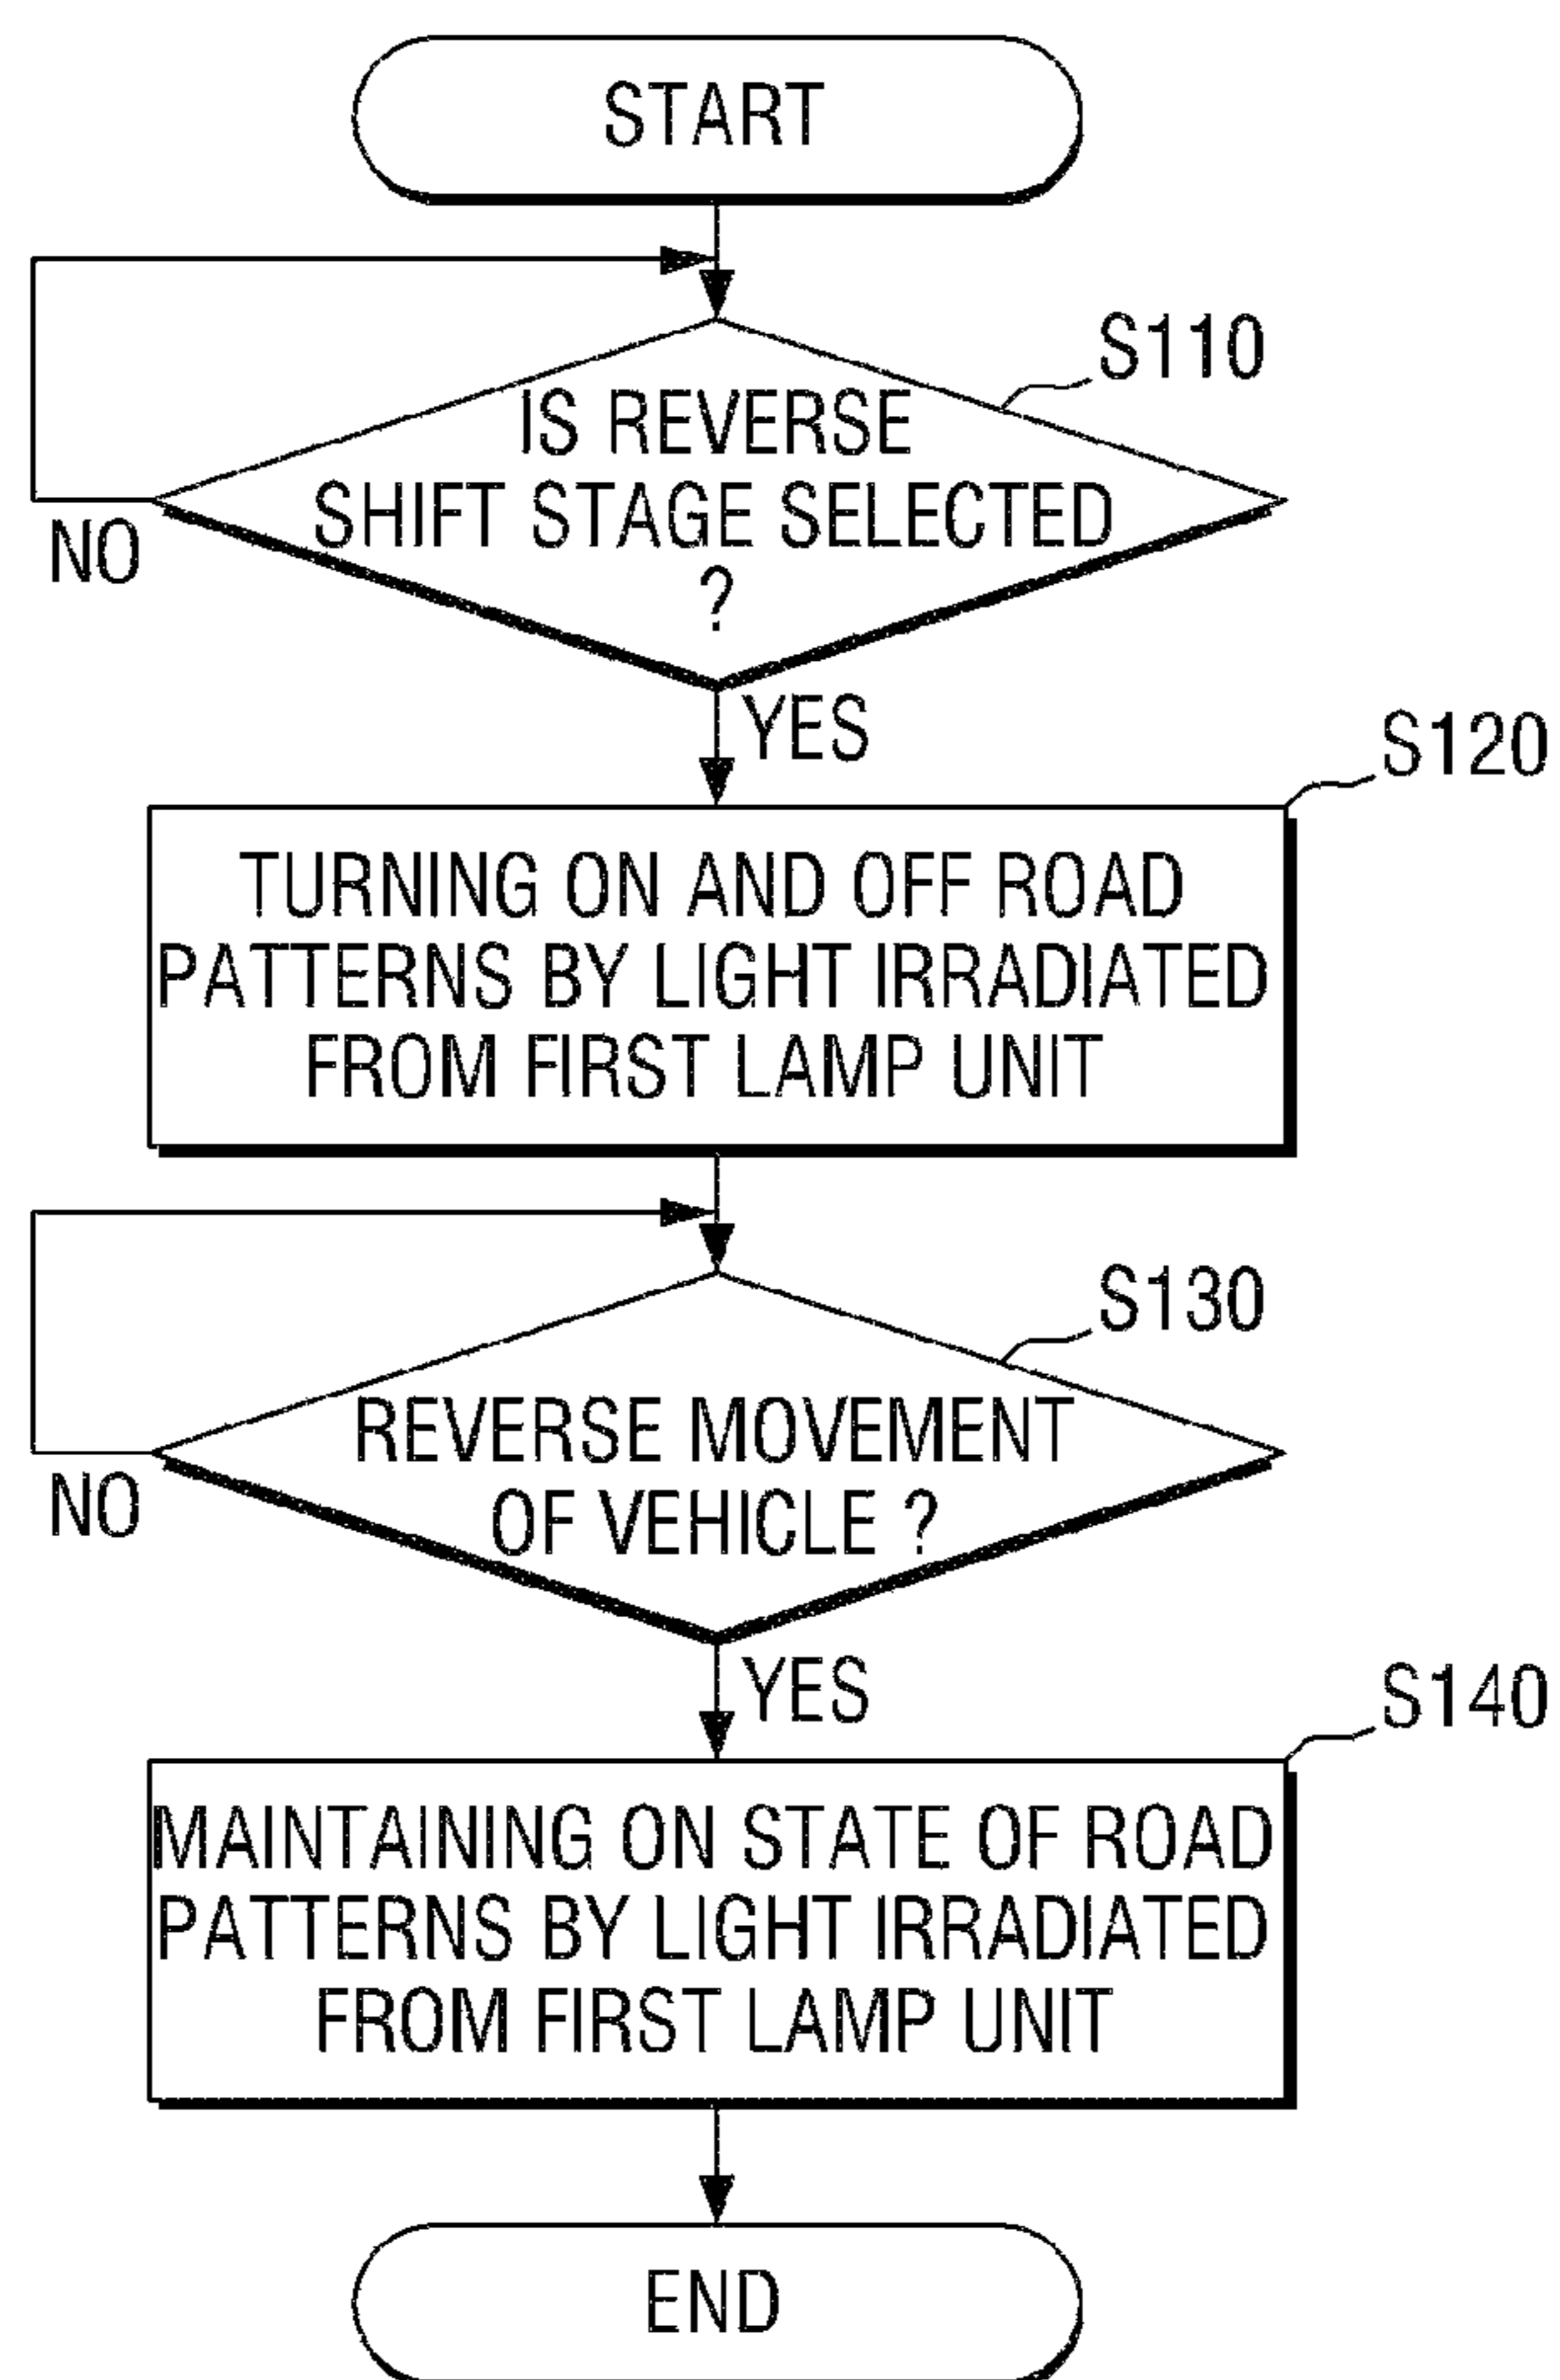 START
S110
IS REVERSE
SHIFT STAGE SELECTED
?
NO
YES
S120
TURNING ON AND OFF ROAD
PATTERNS BY LIGHT IRRADIATED
FROM FIRST LAMP UNIT
S130
REVERSE MOVEMENT
OF VEHICLE ?
NO
YES
S140
MAINTAINING ON STATE OF ROAD
PATTERNS BY LIGHT IRRADIATED
FROM FIRST LAMP UNIT
END